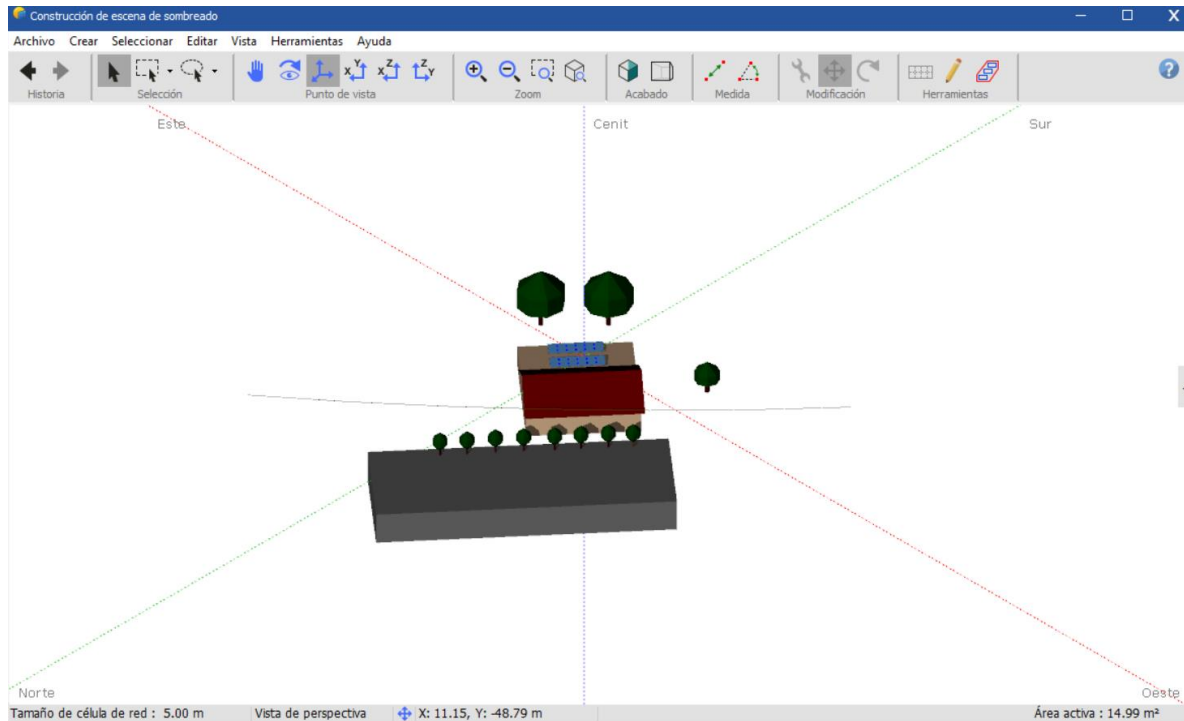 Construcción de escena de sombreado
Archivo Crear Seleccionar Editar Vista Herramientas Ayuda
Historia Selección Punto de vista Zoom Acabado Medida Modificación Herramientas
Este Cenit Sur
Norte Oeste
Tamaño de célula de red : 5.00 m Vista de perspectiva X: 11.15, Y: -48.79 m Área activa : 14.99 m²